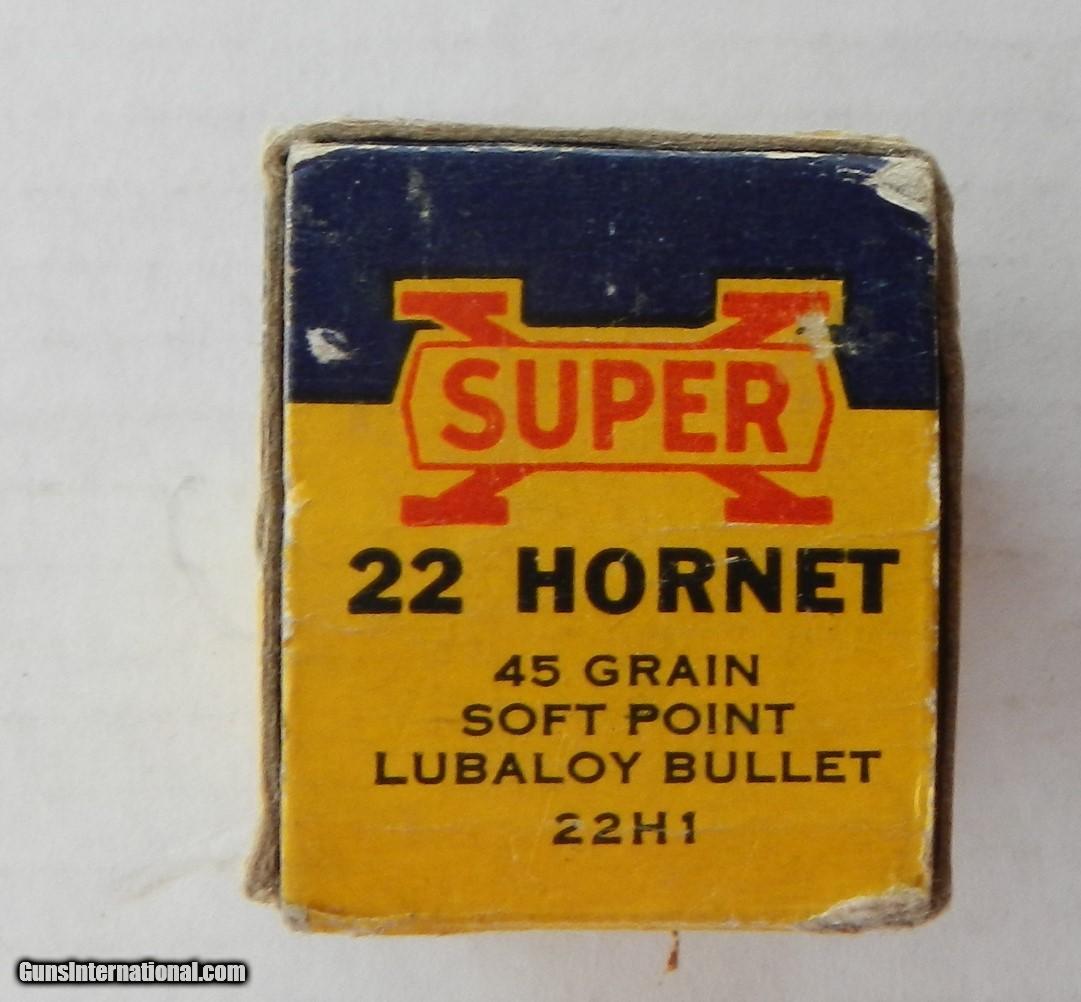 SUPER X
22 HORNET
45 GRAIN
SOFT POINT
LUBALOY BULLET
22H1
GunsInternational.com